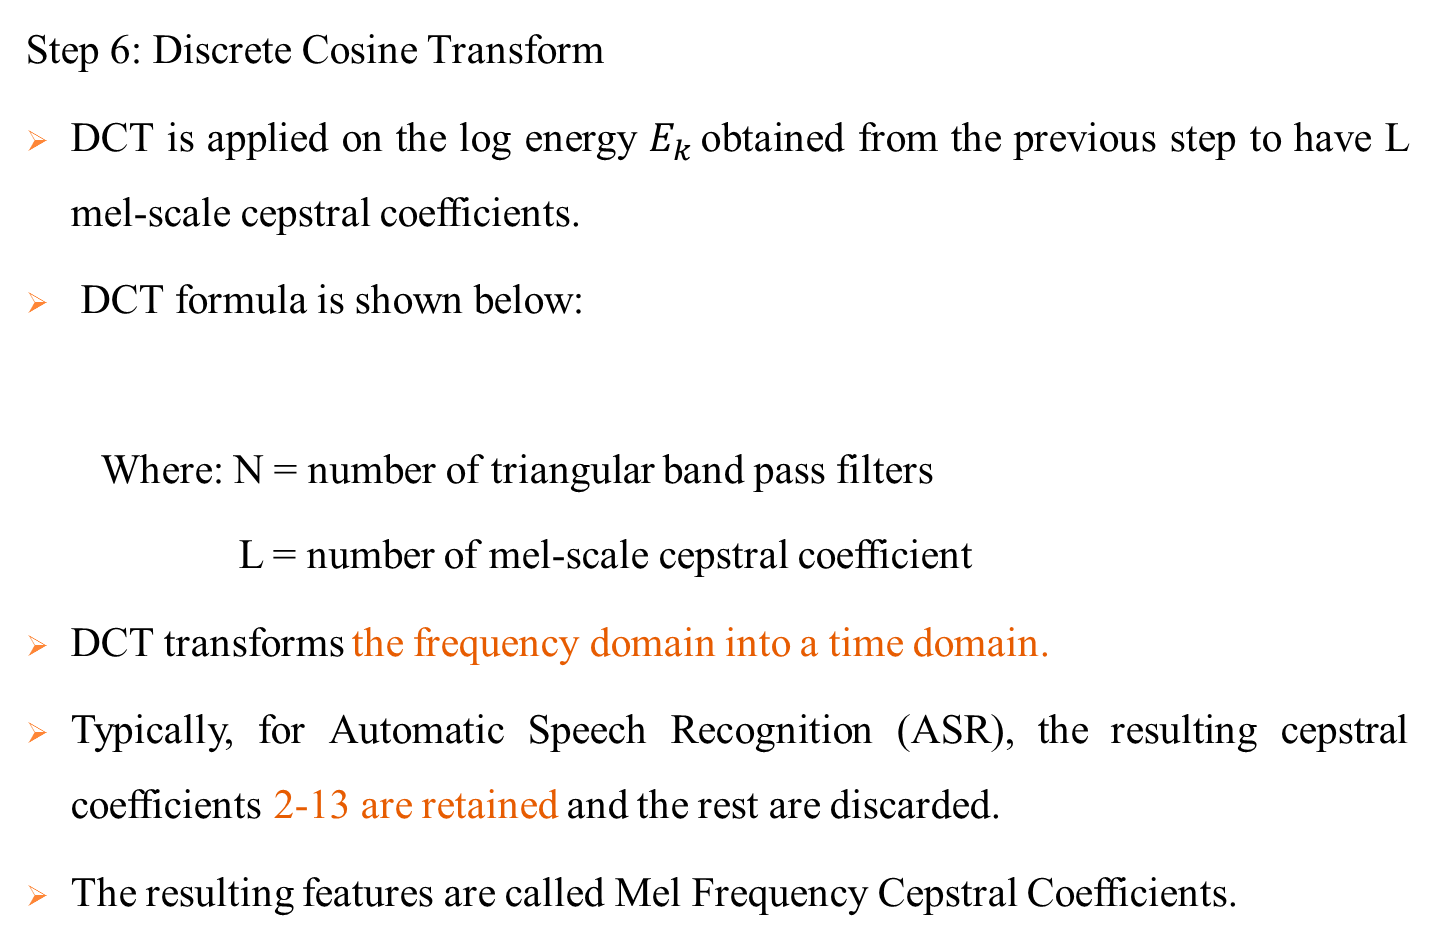 Step 6: Discrete Cosine Transform
➢ DCT is applied on the log energy 𝐸𝑘 obtained from the previous step to have L
mel-scale cepstral coefficients.
➢ DCT formula is shown below:
Where: N = number of triangular band pass filters
L = number of mel-scale cepstral coefficient
➢ DCT transforms the frequency domain into a time domain.
➢ Typically, for Automatic Speech Recognition (ASR), the resulting cepstral
coefficients 2-13 are retained and the rest are discarded.
➢ The resulting features are called Mel Frequency Cepstral Coefficients.